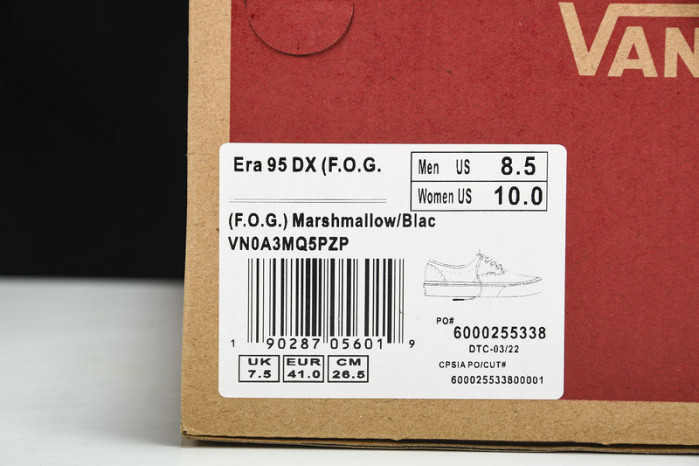 VAN
Era 95 DX (F.O.G.
Men US 8.5
Women US 10.0
(F.O.G.) Marshmallow/Blac
VN0A3MQ5PZP
1 90287 05601 9
UK EUR CM
7.5 41.0 26.5
PO#
6000255338
DTC-03/22
CPSIA PO/CUT#
600025533800001